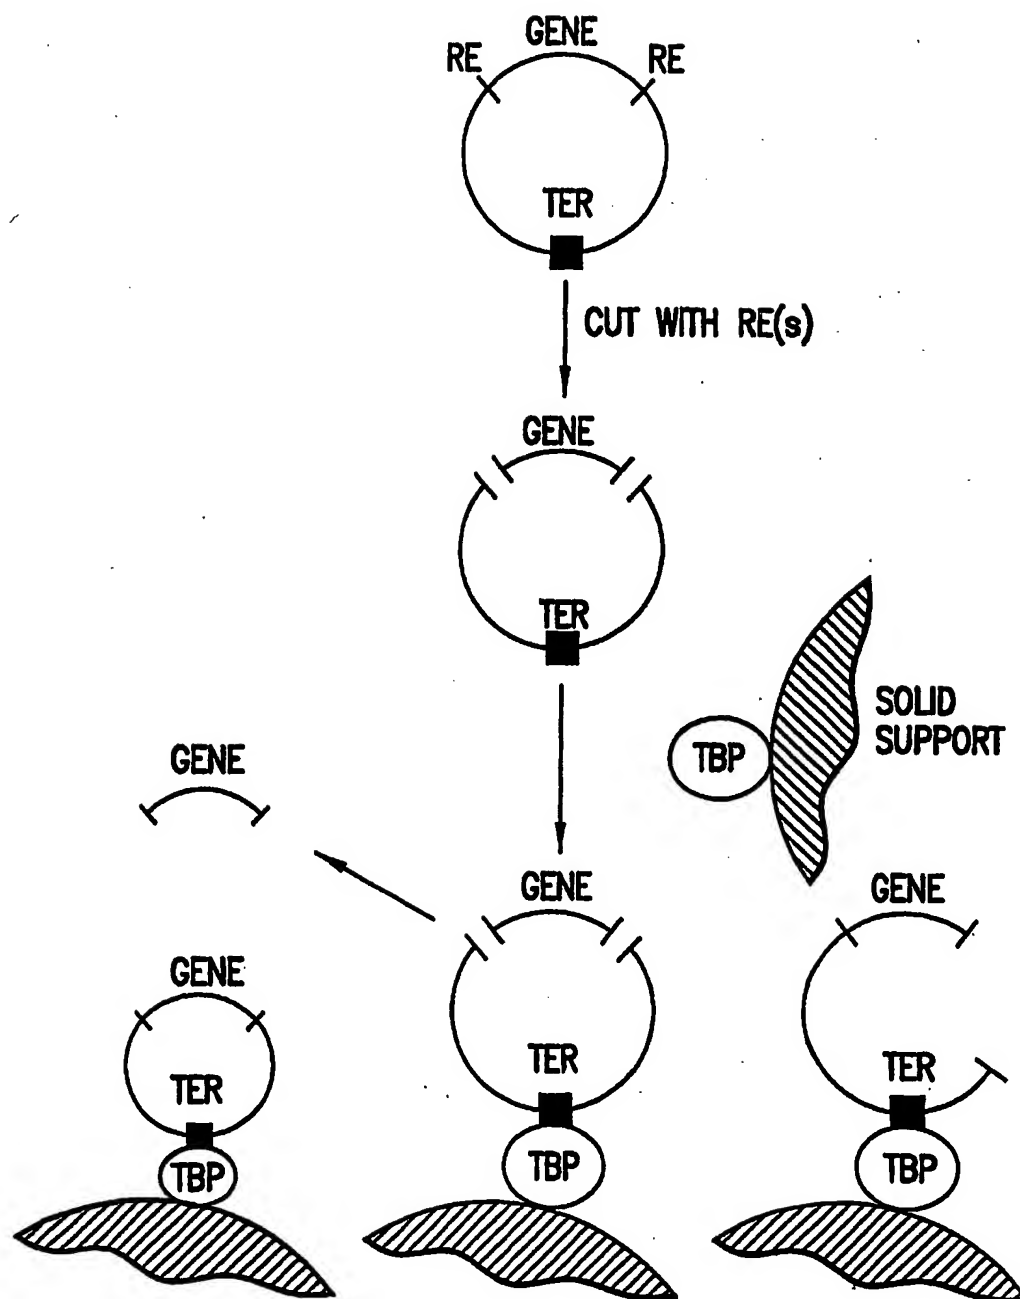 GENE
RE RE
TER
CUT WITH RE(s)
GENE
TER
SOLID
SUPPORT
TBP
GENE
GENE
GENE
GENE
TER
TER
TER
TBP
TBP
TBP